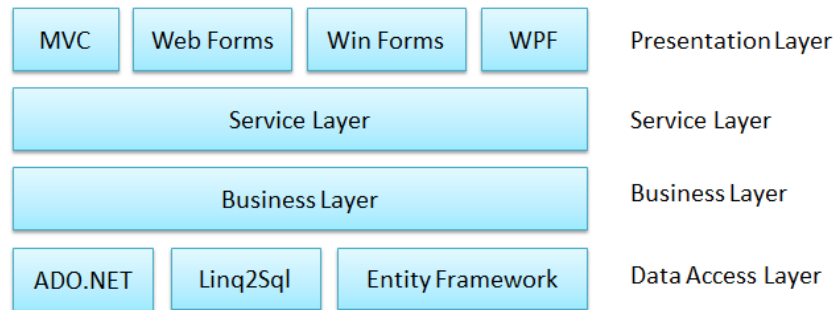 MVC Web Forms Win Forms WPF Presentation Layer
Service Layer Service Layer
Business Layer Business Layer
ADO.NET Linq2Sql Entity Framework Data Access Layer